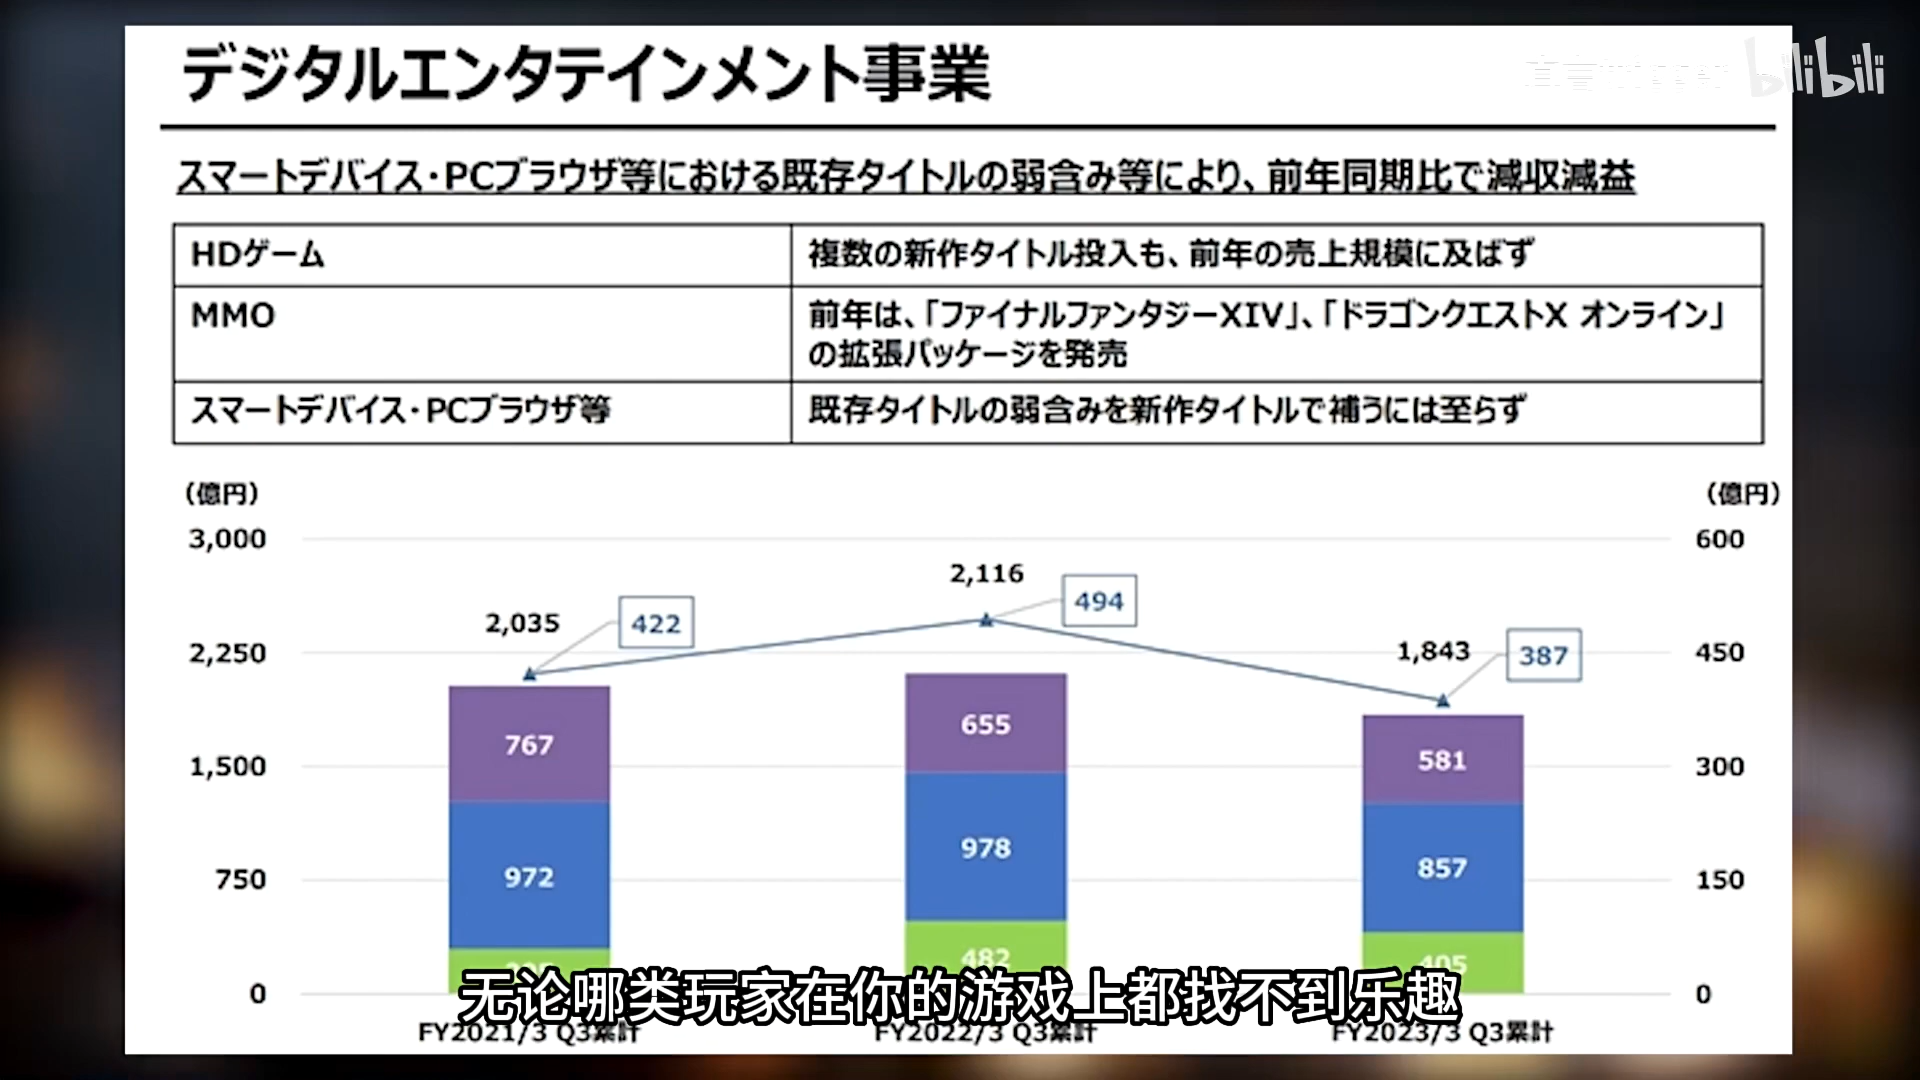 デジタルエンタテインメント事業
bilibili
スマートデバイス・PCブラウザ等における既存タイトルの弱含み等により、前年同期比で減収減益
HDゲーム
複数の新作タイトル投入も、前年の売上規模に及ばず
MMO
前年は、「ファイナルファンタジーXIV」、「ドラゴンクエストX オンライン」
の拡張パッケージを発売
スマートデバイス・PCブラウザ等
既存タイトルの弱含みを新作タイトルで補うには至らず
(億円)
(億円)
3,000
600
2,116
494
2,035
422
2,250
1,843
387
450
767
655
581
1,500
300
972
978
857
750
150
482
405
0
0
无论哪类玩家在你的游戏上都找不到乐趣
FY2021/3 Q3累計
FY2022/3 Q3累計
FY2023/3 Q3累計